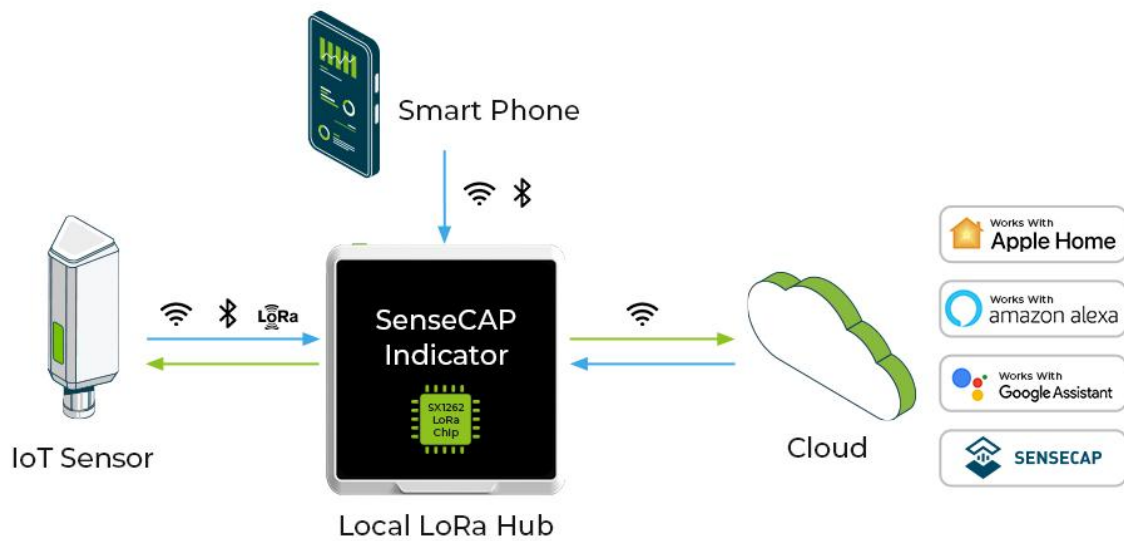 Smart Phone
LoRa
SenseCAP
Indicator
SX1262
LoRa
Chip
IoT Sensor
Local LoRa Hub
Cloud
Works With
Apple Home
Works With
amazon alexa
Works With
Google Assistant
SENSECAP